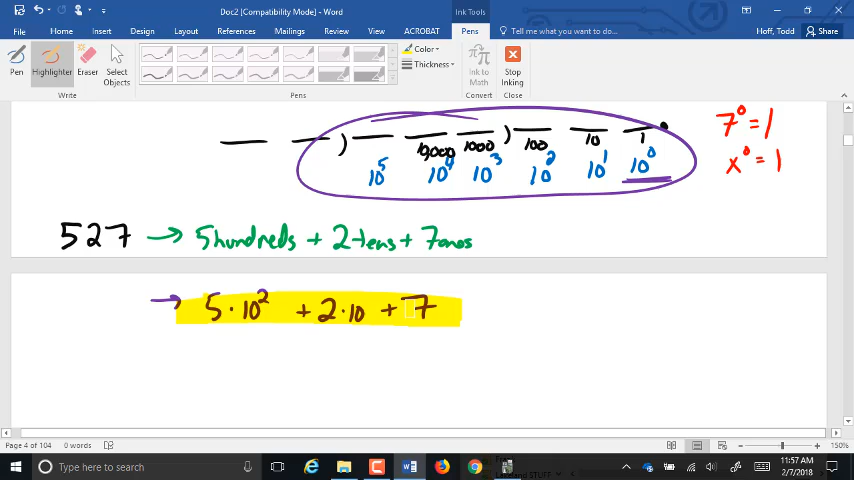 Doc2 [Compatibility Mode] - Word
Ink Tools
Hoff, Todd
File Home Insert Design Layout References Mailings Review View ACROBAT Pens Tell me what you want to do... Share
Pen Highlighter Eraser Select Objects
Color
Thickness
Ink to Math
Stop Inking
Write Pens Convert Close
10,000 1000 100 10 1
10⁵ 10⁴ 10³ 10² 10¹ 10⁰
7⁰ = 1
x⁰ = 1
527 → 5 hundreds + 2 tens + 7 ones
→ 5·10² + 2·10 + 7
Page 4 of 104 0 words 150%
Type here to search
11:57 AM
2/7/2018